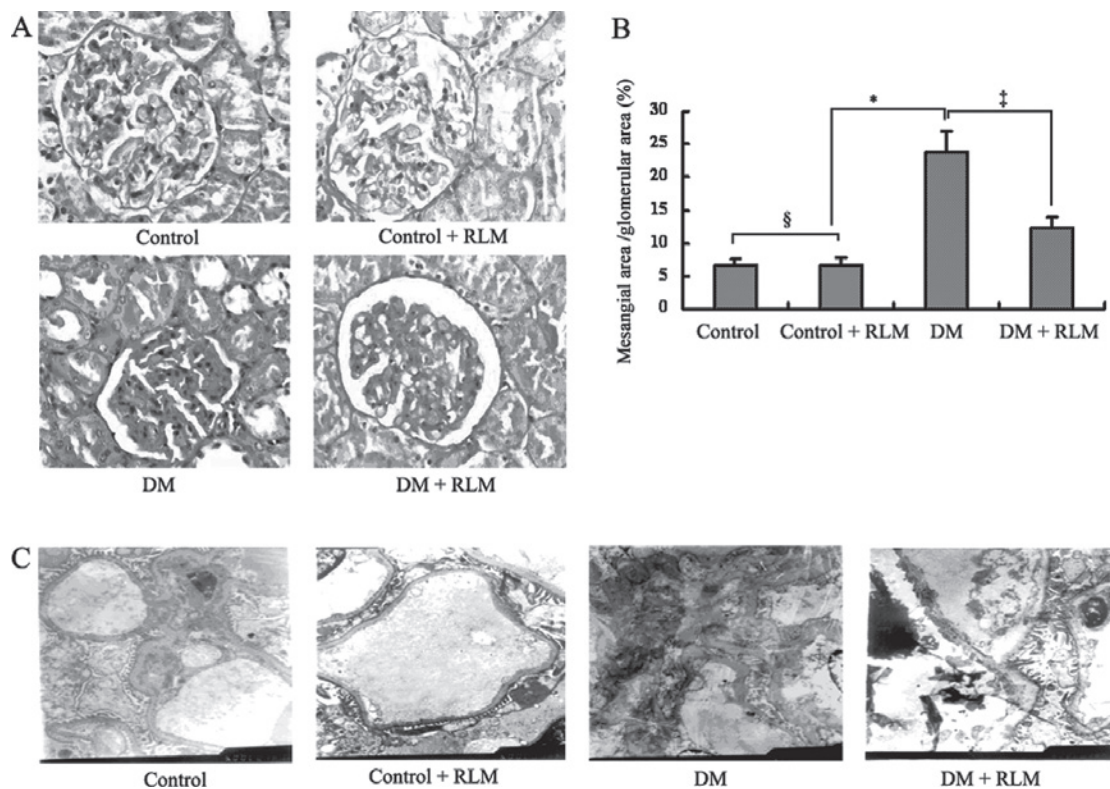 A
Control
Control + RLM
DM
DM + RLM
B
Mesangial area /glomerular area (%)
30
25
20
15
10
5
0
§
*
‡
Control
Control + RLM
DM
DM + RLM
C
Control
Control + RLM
DM
DM + RLM